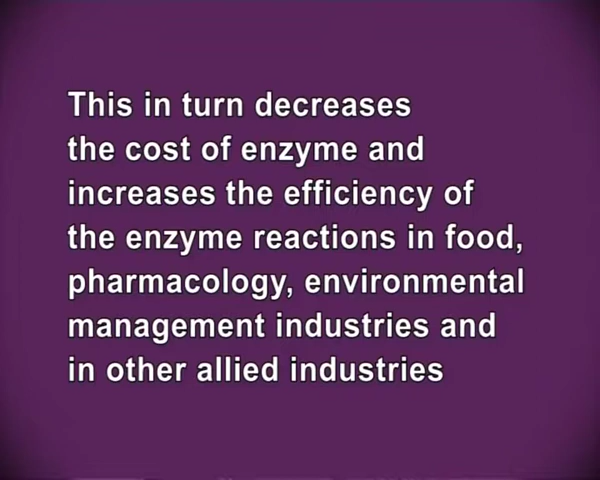 This in turn decreases
the cost of enzyme and
increases the efficiency of
the enzyme reactions in food,
pharmacology, environmental
management industries and
in other allied industries